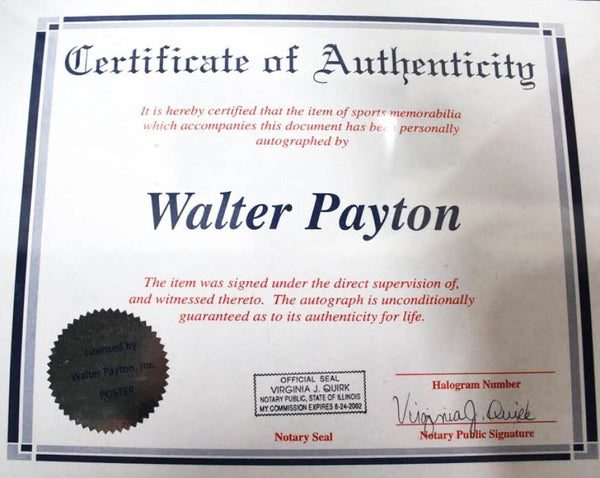 Certificate of Authenticity
It is hereby certified that the item of sports memorabilia
which accompanies this document has been personally
autographed by
Walter Payton
The item was signed under the direct supervision of,
and witnessed thereto. The autograph is unconditionally
guaranteed as to its authenticity for life.
Licensed by
Walter Payton, Inc.
POSTER
OFFICIAL SEAL
VIRGINIA J. QUIRK
NOTARY PUBLIC, STATE OF ILLINOIS
MY COMMISSION EXPIRES 8-24-2002
Notary Seal
Halogram Number
Virginia J. Quirk
Notary Public Signature